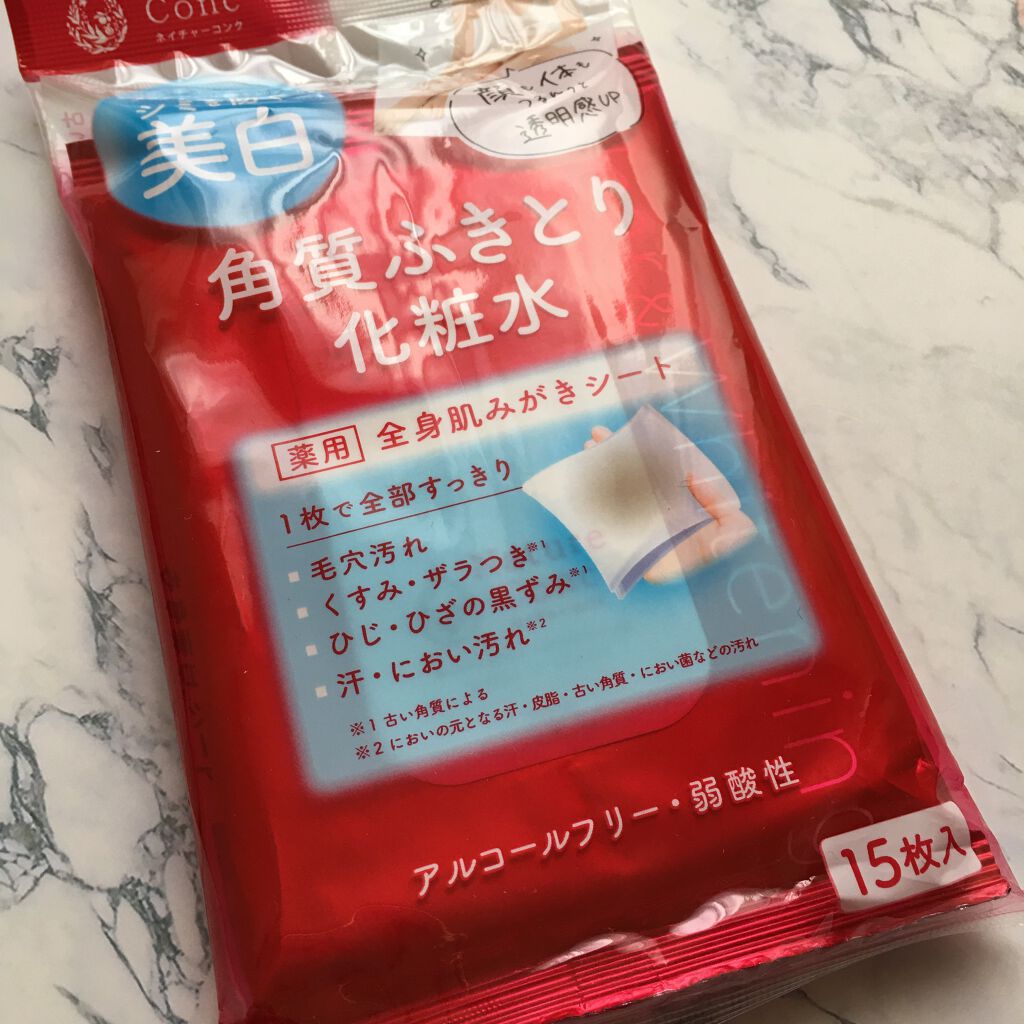 Conc
ネイチャーコンク
美白
顔も体も
つるんっと
透明感UP
角質ふきとり
化粧水
薬用 全身肌みがきシート
1枚で全部すっきり
毛穴汚れ
くすみ・ザラつき※1
ひじ・ひざの黒ずみ※1
汗・におい汚れ※2
※1 古い角質による
※2 においの元となる汗・皮脂・古い角質・におい菌などの汚れ
アルコールフリー・弱酸性
15枚入